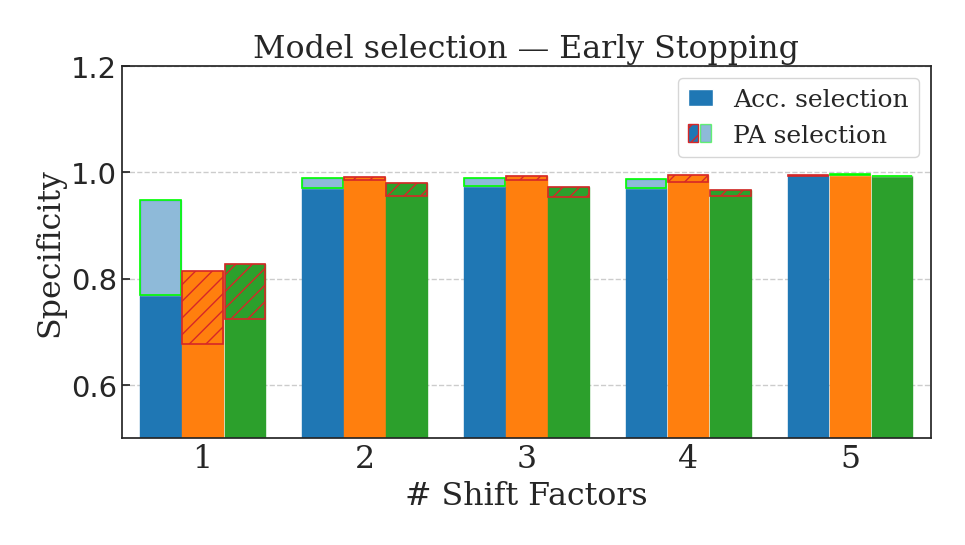 Model selection — Early Stopping
1.2
1.0
0.8
0.6
Specificity
Acc. selection
PA selection
1 2 3 4 5
# Shift Factors